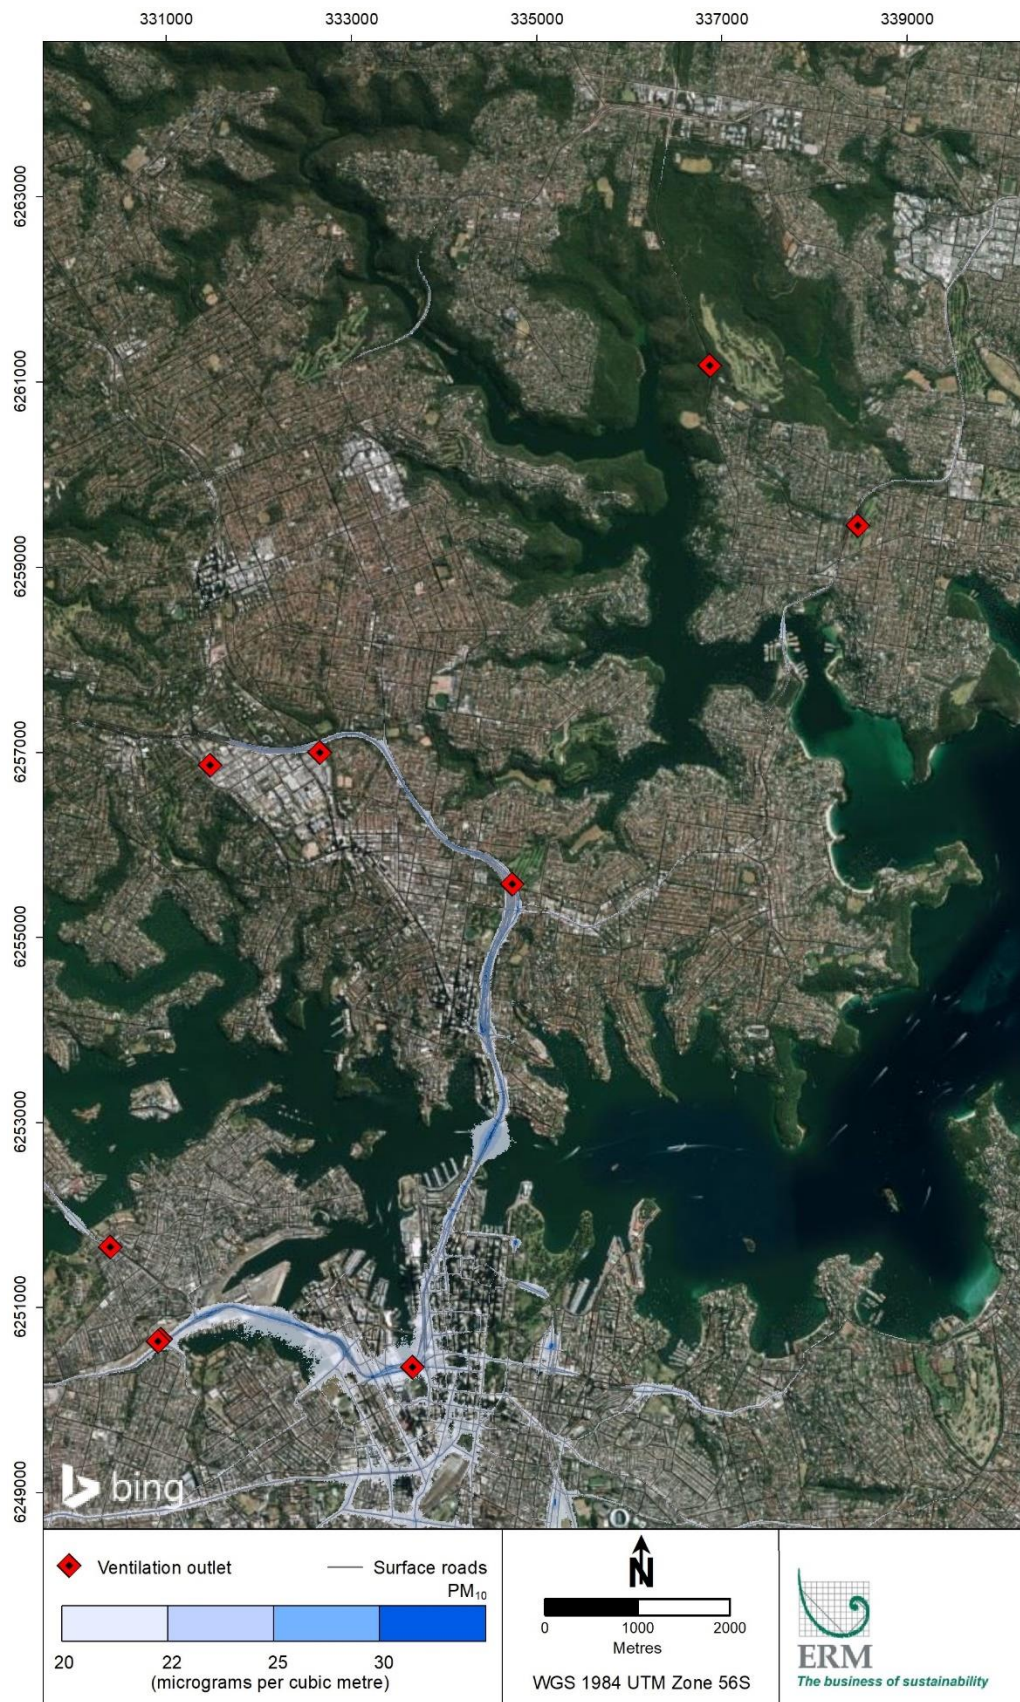 331000 333000 335000 337000 339000
6263000
6261000
6259000
6257000
6255000
6253000
6251000
6249000
bing
Ventilation outlet
Surface roads
PM₁₀
20 22 25 30
(micrograms per cubic metre)
N
0 1000 2000
Metres
WGS 1984 UTM Zone 56S
ERM
The business of sustainability